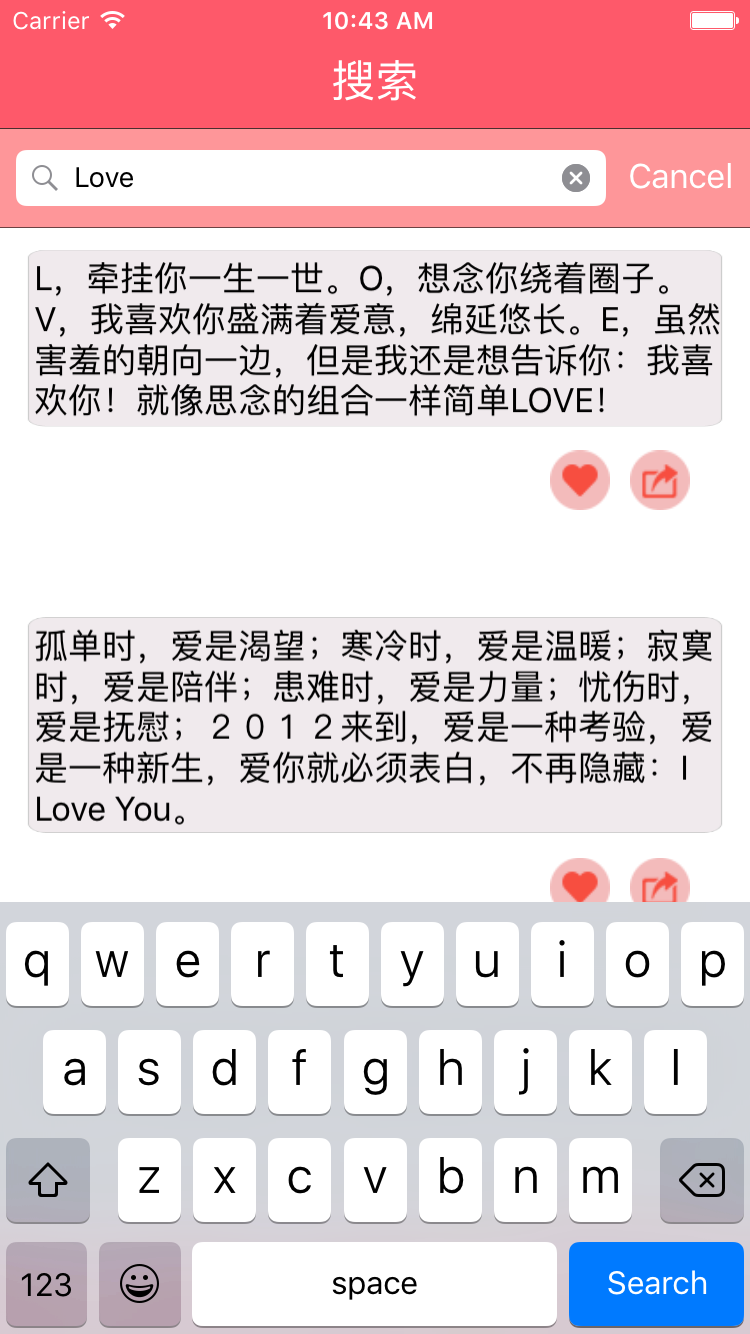 Carrier 10:43 AM
搜索
Love Cancel
L，牵挂你一生一世。O，想念你绕着圈子。
V，我喜欢你盛满着爱意，绵延悠长。E，虽然
害羞的朝向一边，但是我还是想告诉你：我喜
欢你！就像思念的组合一样简单LOVE！
孤单时，爱是渴望；寒冷时，爱是温暖；寂寞
时，爱是陪伴；患难时，爱是力量；忧伤时，
爱是抚慰；２０１２来到，爱是一种考验，爱
是一种新生，爱你就必须表白，不再隐藏：I
Love You。
q w e r t y u i o p
a s d f g h j k l
z x c v b n m
123 space Search